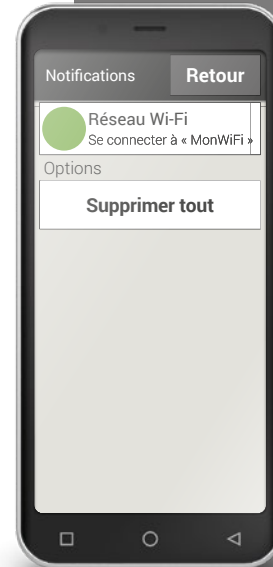 Notifications
Retour
Réseau Wi-Fi
Se connecter à « MonWiFi »
Options
Supprimer tout